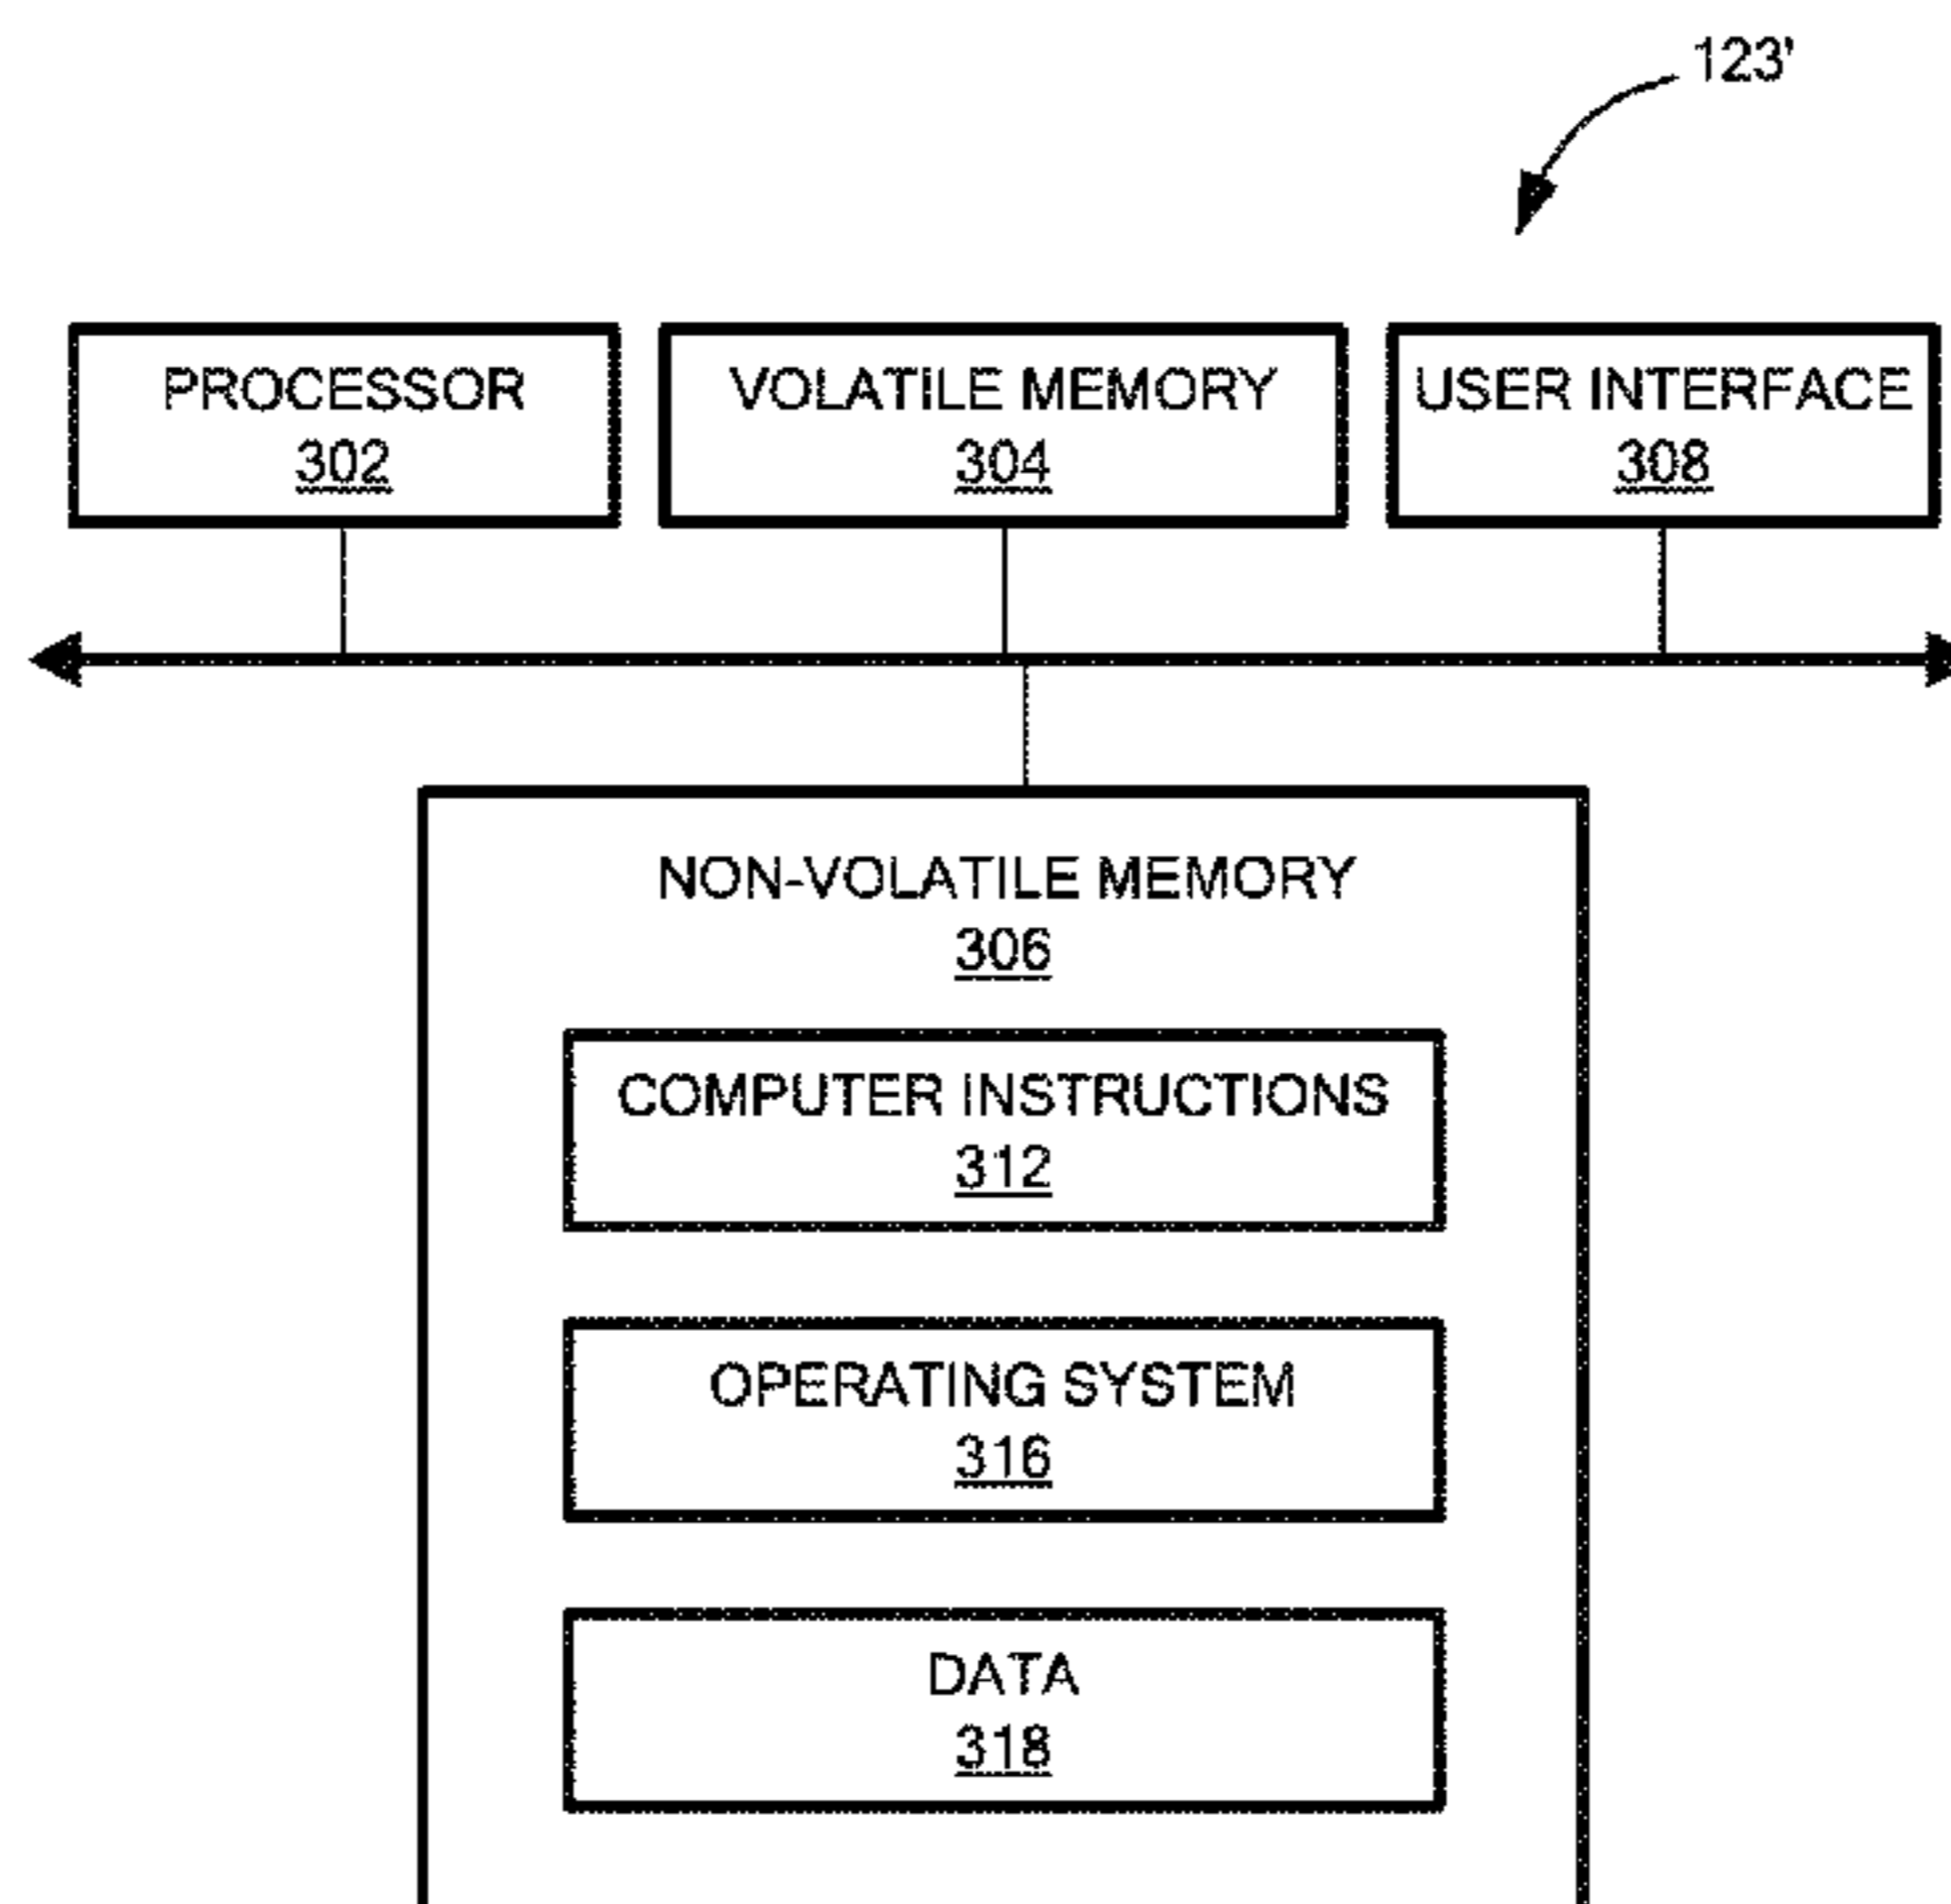 123'
PROCESSOR
302
VOLATILE MEMORY
304
USER INTERFACE
308
NON-VOLATILE MEMORY
306
COMPUTER INSTRUCTIONS
312
OPERATING SYSTEM
316
DATA
318